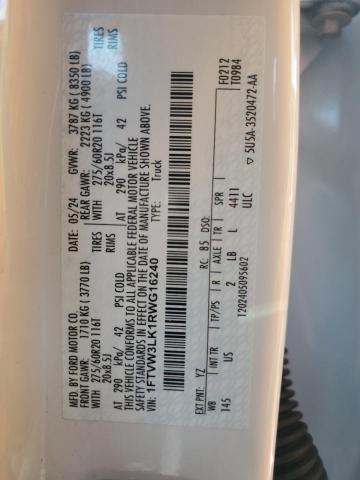 MFD. BY FORD MOTOR CO.
DATE: 05/24 GVWR: 3787 KG ( 8350 LB)
FRONT GAWR: 1710 KG ( 3770 LB) REAR GAWR: 2223 KG ( 4900 LB)
WITH 275/60R20 116T TIRES WITH 275/60R20 116T TIRES
20x8.5J RIMS 20x8.5J RIMS
AT 290 kPa/ 42 PSI COLD AT 290 kPa/ 42 PSI COLD
THIS VEHICLE CONFORMS TO ALL APPLICABLE FEDERAL MOTOR VEHICLE
SAFETY STANDARDS IN EFFECT ON THE DATE OF MANUFACTURE SHOWN ABOVE.
VIN: 1FTVW3LK1RWG16240
TYPE: Truck
F0212
T0984
EXT PNT: YZ RC: 85 DSO:
WB INT TR TP/PS R AXLE TR SPR
145 US 2 LB L 4411
ULC
1202405095602
▽ 5U5A-3520472-AA